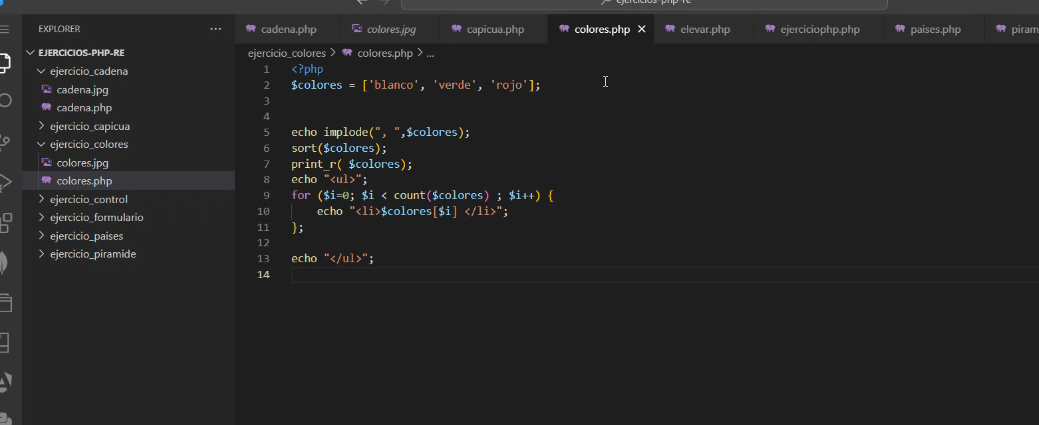 ejercicios-php-re
EXPLORER
cadena.php
colores.jpg
capicua.php
colores.php
elevar.php
ejerciciophp.php
paises.php
piram
EJERCICIOS-PHP-RE
ejercicio_cadena
cadena.jpg
cadena.php
ejercicio_capicua
ejercicio_colores
colores.jpg
colores.php
ejercicio_control
ejercicio_formulario
ejercicio_paises
ejercicio_piramide
ejercicio_colores > colores.php > ...
1 <?php
2 $colores = ['blanco', 'verde', 'rojo'];
3
4
5 echo implode(", ",$colores);
6 sort($colores);
7 print_r( $colores);
8 echo "<ul>";
9 for ($i=0; $i < count($colores) ; $i++) {
10     echo "<li>$colores[$i] </li>";
11 };
12
13 echo "</ul>";
14